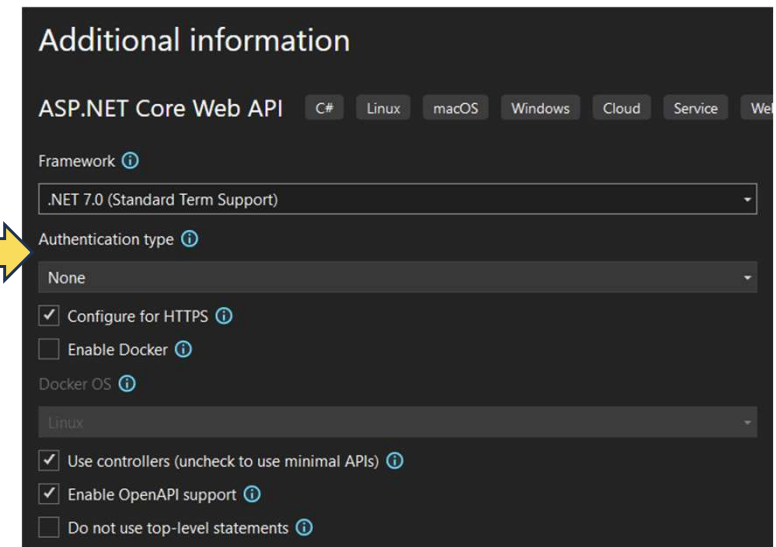 Additional information
ASP.NET Core Web API C# Linux macOS Windows Cloud Service
Framework
.NET 7.0 (Standard Term Support)
Authentication type
None
Configure for HTTPS
Enable Docker
Docker OS
Linux
Use controllers (uncheck to use minimal APIs)
Enable OpenAPI support
Do not use top-level statements